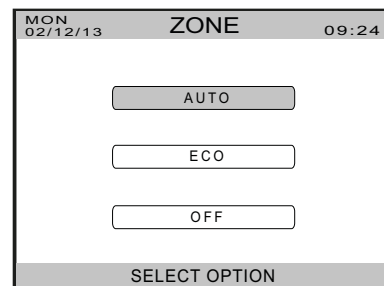 MON
02/12/13
ZONE
09:24
AUTO
ECO
OFF
SELECT OPTION